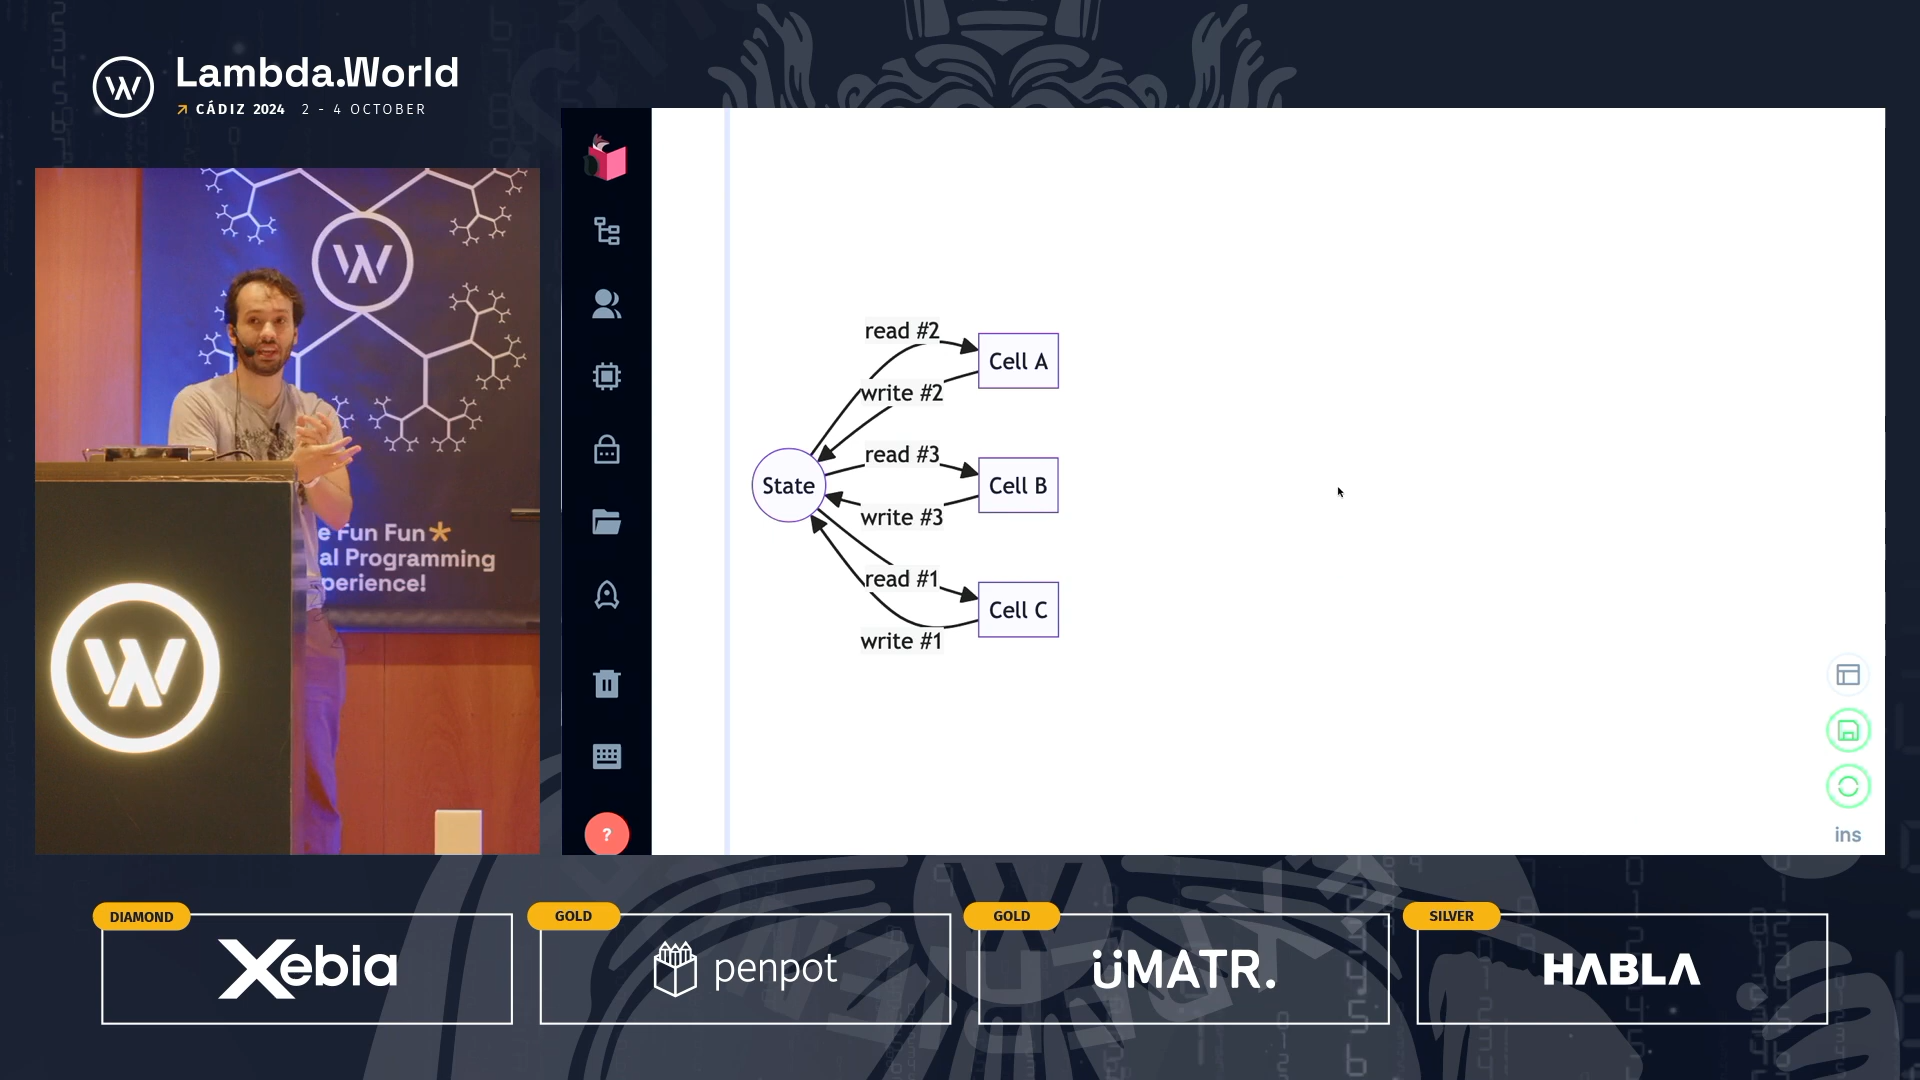 Lambda.World
CÁDIZ 2024 2 - 4 OCTOBER
W
e Fun Fun*
al Programming
perience!
W
read #2
Cell A
write #2
read #3
State
Cell B
write #3
read #1
Cell C
write #1
?
ins
DIAMOND
Xebia
GOLD
penpot
GOLD
üMATR.
SILVER
HABLA